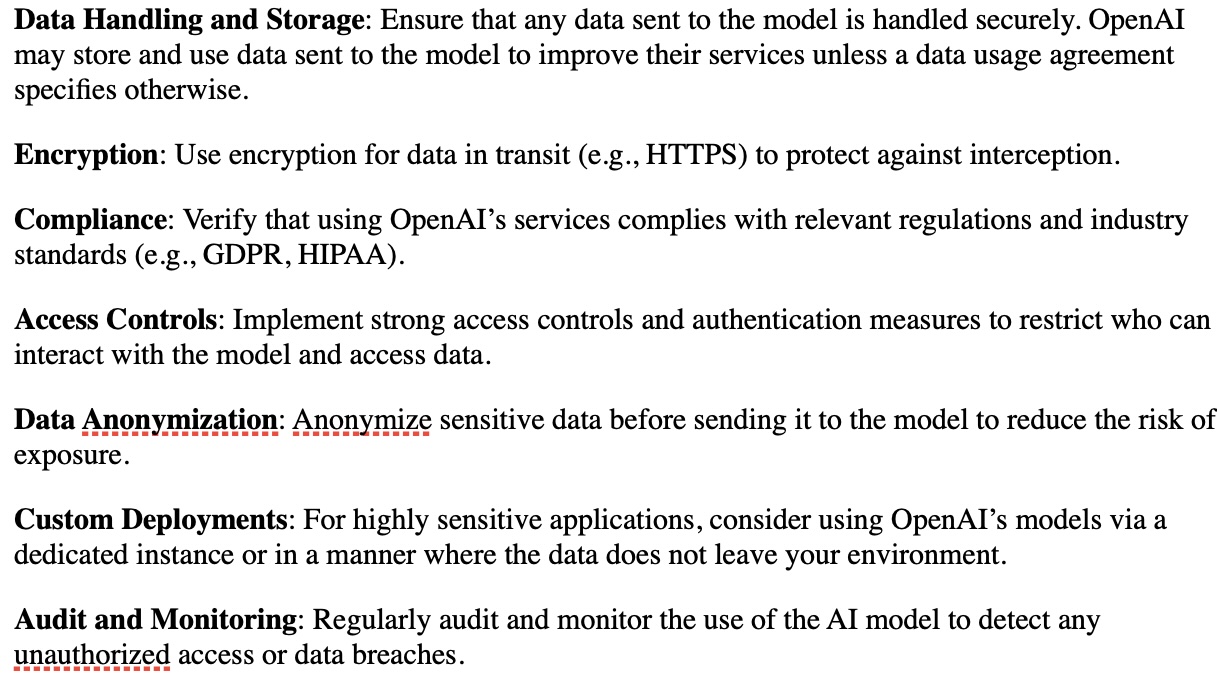 Data Handling and Storage: Ensure that any data sent to the model is handled securely. OpenAI
may store and use data sent to the model to improve their services unless a data usage agreement
specifies otherwise.
Encryption: Use encryption for data in transit (e.g., HTTPS) to protect against interception.
Compliance: Verify that using OpenAI’s services complies with relevant regulations and industry
standards (e.g., GDPR, HIPAA).
Access Controls: Implement strong access controls and authentication measures to restrict who can
interact with the model and access data.
Data Anonymization: Anonymize sensitive data before sending it to the model to reduce the risk of
exposure.
Custom Deployments: For highly sensitive applications, consider using OpenAI’s models via a
dedicated instance or in a manner where the data does not leave your environment.
Audit and Monitoring: Regularly audit and monitor the use of the AI model to detect any
unauthorized access or data breaches.